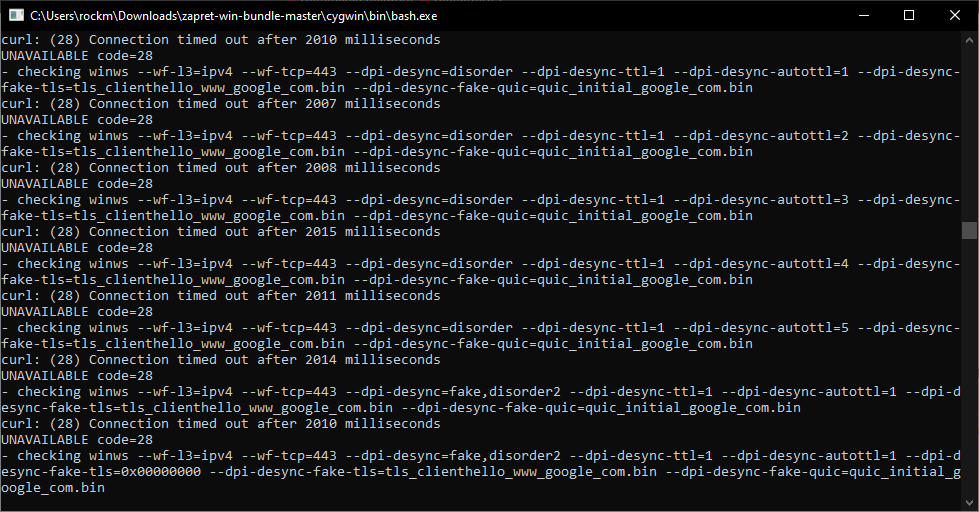 C:\Users\rockm\Downloads\zapret-win-bundle-master\cygwin\bin\bash.exe
curl: (28) Connection timed out after 2010 milliseconds
UNAVAILABLE code=28
- checking winws --wf-l3=ipv4 --wf-tcp=443 --dpi-desync=disorder --dpi-desync-ttl=1 --dpi-desync-autottl=1 --dpi-desync-
fake-tls=tls_clienthello_www_google_com.bin --dpi-desync-fake-quic=quic_initial_google_com.bin
curl: (28) Connection timed out after 2007 milliseconds
UNAVAILABLE code=28
- checking winws --wf-l3=ipv4 --wf-tcp=443 --dpi-desync=disorder --dpi-desync-ttl=1 --dpi-desync-autottl=2 --dpi-desync-
fake-tls=tls_clienthello_www_google_com.bin --dpi-desync-fake-quic=quic_initial_google_com.bin
curl: (28) Connection timed out after 2008 milliseconds
UNAVAILABLE code=28
- checking winws --wf-l3=ipv4 --wf-tcp=443 --dpi-desync=disorder --dpi-desync-ttl=1 --dpi-desync-autottl=3 --dpi-desync-
fake-tls=tls_clienthello_www_google_com.bin --dpi-desync-fake-quic=quic_initial_google_com.bin
curl: (28) Connection timed out after 2015 milliseconds
UNAVAILABLE code=28
- checking winws --wf-l3=ipv4 --wf-tcp=443 --dpi-desync=disorder --dpi-desync-ttl=1 --dpi-desync-autottl=4 --dpi-desync-
fake-tls=tls_clienthello_www_google_com.bin --dpi-desync-fake-quic=quic_initial_google_com.bin
curl: (28) Connection timed out after 2011 milliseconds
UNAVAILABLE code=28
- checking winws --wf-l3=ipv4 --wf-tcp=443 --dpi-desync=disorder --dpi-desync-ttl=1 --dpi-desync-autottl=5 --dpi-desync-
fake-tls=tls_clienthello_www_google_com.bin --dpi-desync-fake-quic=quic_initial_google_com.bin
curl: (28) Connection timed out after 2014 milliseconds
UNAVAILABLE code=28
- checking winws --wf-l3=ipv4 --wf-tcp=443 --dpi-desync=fake,disorder2 --dpi-desync-ttl=1 --dpi-desync-autottl=1 --dpi-d
esync-fake-tls=tls_clienthello_www_google_com.bin --dpi-desync-fake-quic=quic_initial_google_com.bin
curl: (28) Connection timed out after 2010 milliseconds
UNAVAILABLE code=28
- checking winws --wf-l3=ipv4 --wf-tcp=443 --dpi-desync=fake,disorder2 --dpi-desync-ttl=1 --dpi-desync-autottl=1 --dpi-d
esync-fake-tls=0x00000000 --dpi-desync-fake-tls=tls_clienthello_www_google_com.bin --dpi-desync-fake-quic=quic_initial_g
oogle_com.bin